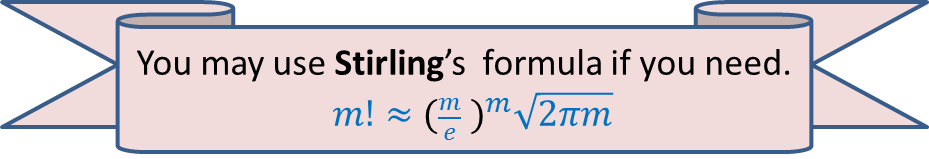 You may use Stirling's formula if you need.
m! ≈ (m/e)^m √(2πm)